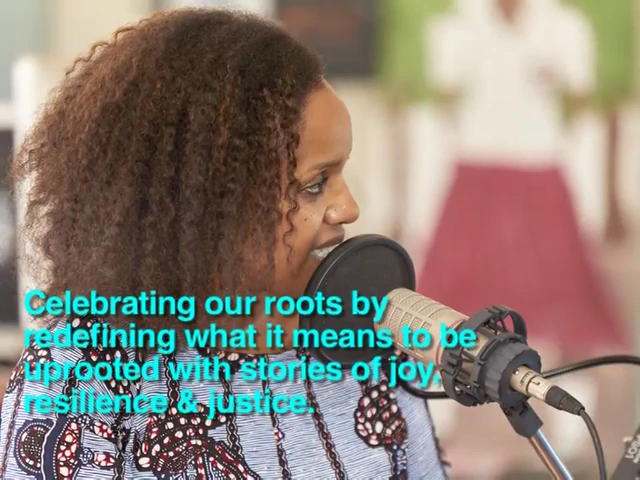 Celebrating our roots by
redefining what it means to be
uprooted with stories of joy,
resilience & justice.